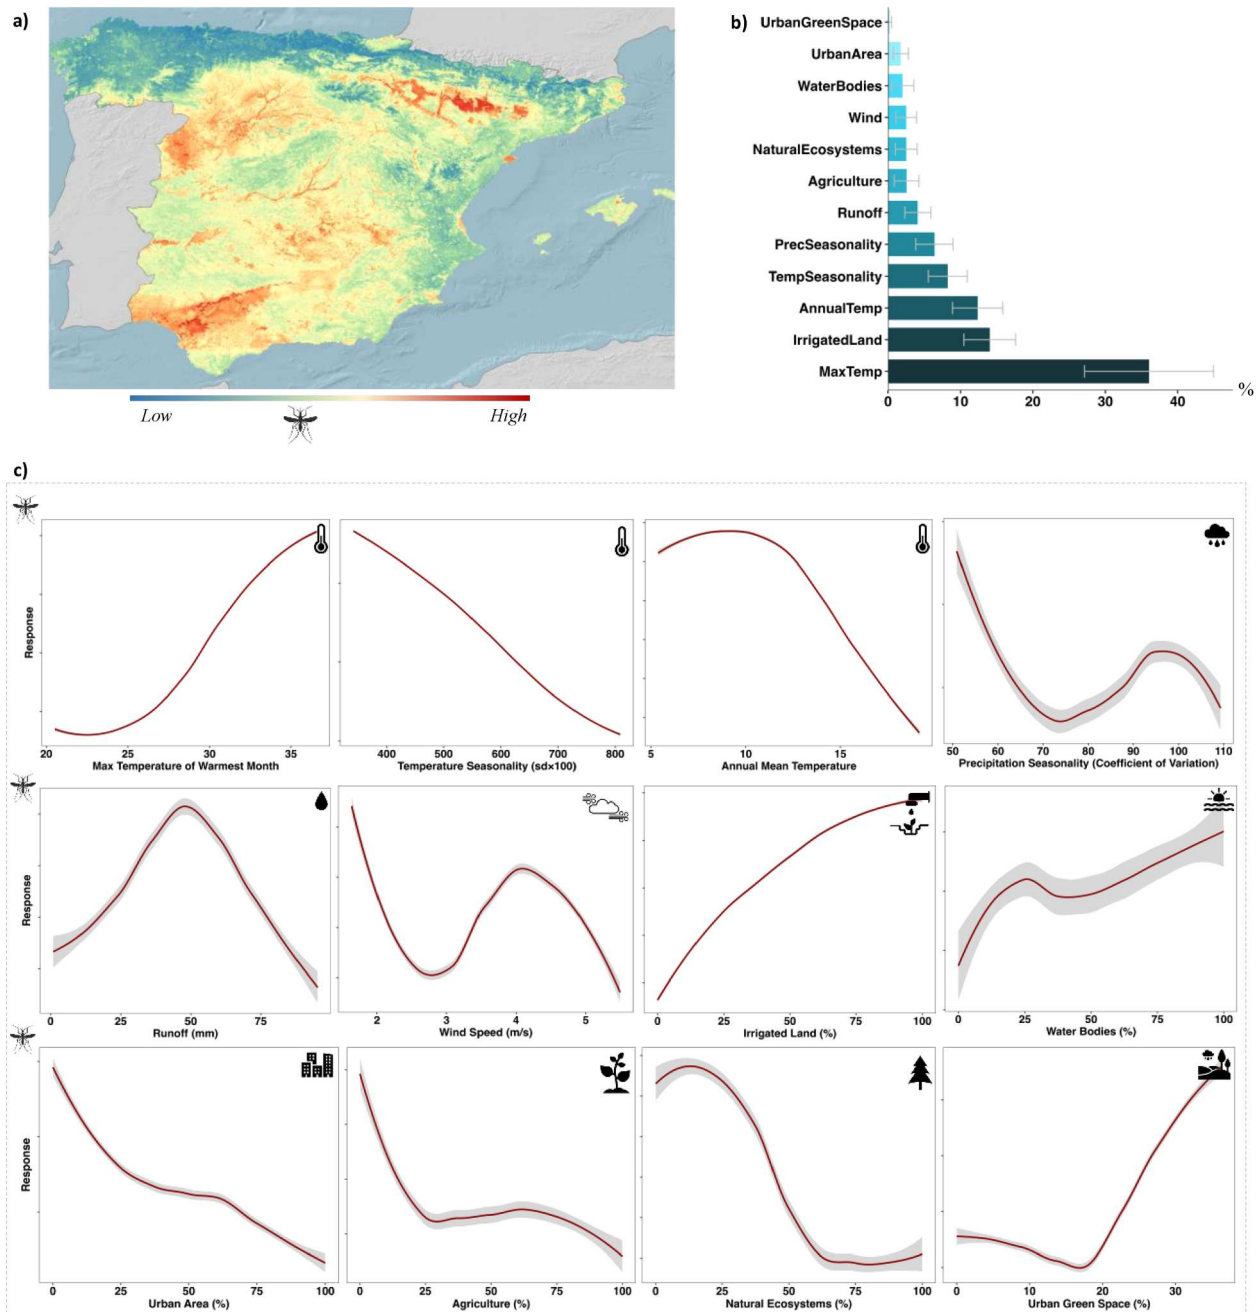 a)
Low
High
b)
UrbanGreenSpace
UrbanArea
WaterBodies
Wind
NaturalEcosystems
Agriculture
Runoff
PrecSeasonality
TempSeasonality
AnnualTemp
IrrigatedLand
MaxTemp
0 10 20 30 40 %
c)
Response
20 25 30 35
Max Temperature of Warmest Month
400 500 600 700 800
Temperature Seasonality (sd×100)
5 10 15
Annual Mean Temperature
50 60 70 80 90 100 110
Precipitation Seasonality (Coefficient of Variation)
Response
0 25 50 75
Runoff (mm)
2 3 4 5
Wind Speed (m/s)
0 25 50 75 100
Irrigated Land (%)
0 25 50 75 100
Water Bodies (%)
Response
0 25 50 75 100
Urban Area (%)
0 25 50 75 100
Agriculture (%)
0 25 50 75 100
Natural Ecosystems (%)
0 10 20 30
Urban Green Space (%)